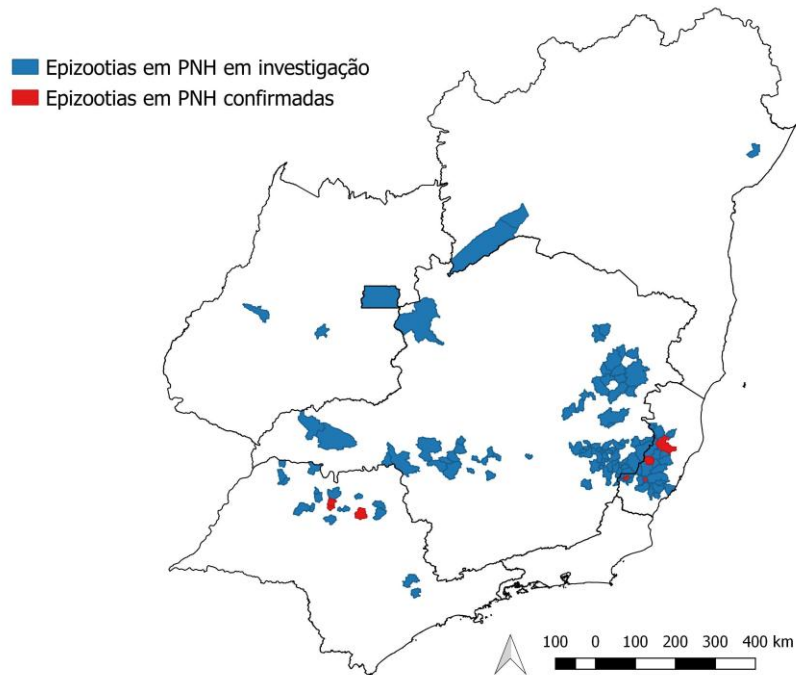 Epizootias em PNH em investigação
Epizootias em PNH confirmadas
100 0 100 200 300 400 km